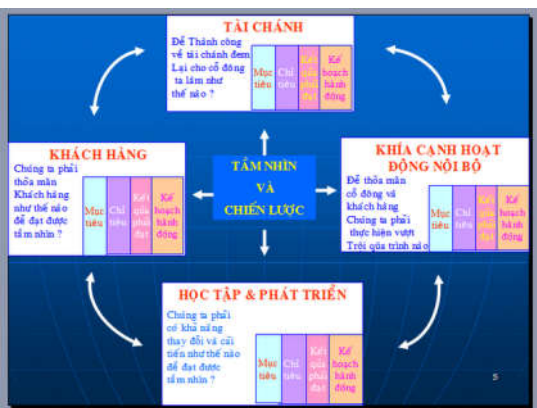 TÀI CHÁNH
Để Thành công
về tài chánh đem
Lại cho cổ đông
ta làm như
thế nào ?
Mục
tiêu
Chỉ
tiêu
Kết
qủa
phải
đạt
Kế
hoạch
hành
động
KHÁCH HÀNG
Chúng ta phải
thỏa mãn
Khách hàng
như thế nào
để đạt được
tầm nhìn ?
Mục
tiêu
Chỉ
tiêu
Kết
qủa
phải
đạt
Kế
hoạch
hành
động
TẦM NHÌN
VÀ
CHIẾN LƯỢC
KHÍA CẠNH HOẠT
ĐỘNG NỘI BỘ
Để thỏa mãn
cổ đông và
khách hàng
Chúng ta phải
thực hiện vượt
Trội qủa trình nào
Mục
tiêu
Chỉ
tiêu
Kết
qủa
phải
đạt
Kế
hoạch
hành
động
HỌC TẬP & PHÁT TRIỂN
Chúng ta phải
có khả năng
thay đổi và cải
tiến như thế nào
để đạt được
tầm nhìn ?
Mục
tiêu
Chỉ
tiêu
Kết
qủa
phải
đạt
Kế
hoạch
hành
động
5